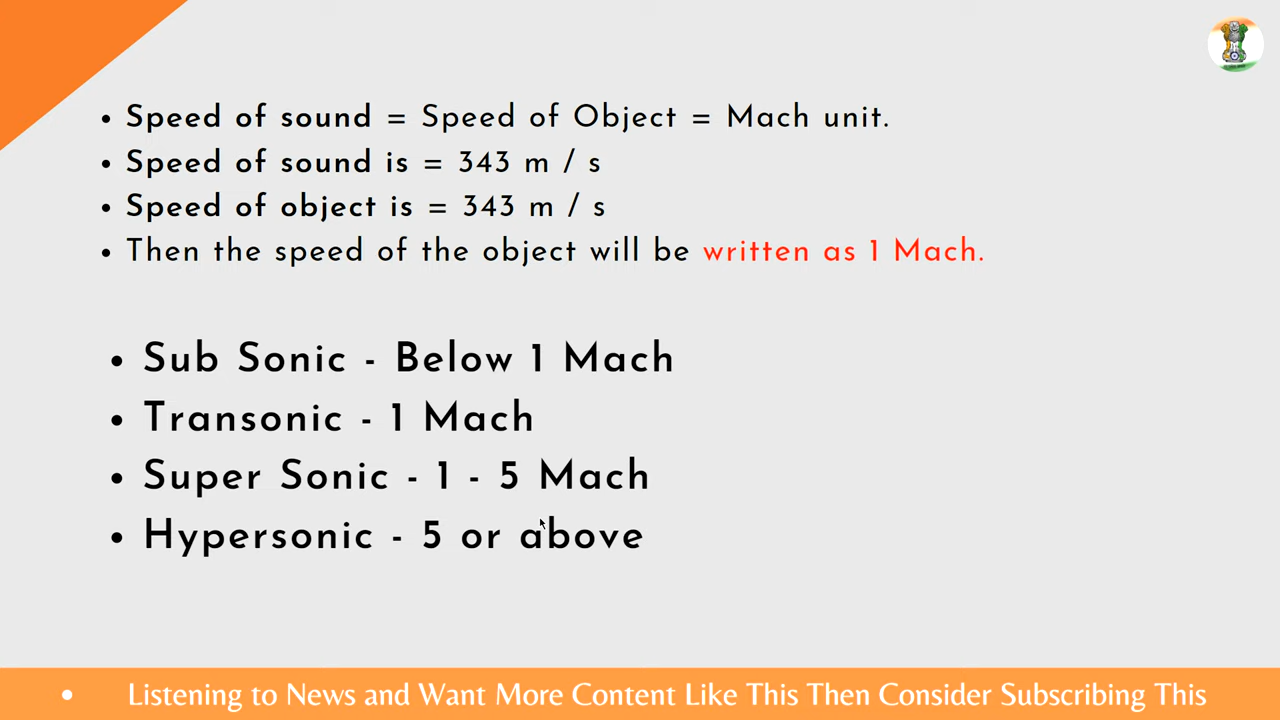 • Speed of sound = Speed of Object = Mach unit.
• Speed of sound is = 343 m / s
• Speed of object is = 343 m / s
• Then the speed of the object will be written as 1 Mach.
• Sub Sonic - Below 1 Mach
• Transonic - 1 Mach
• Super Sonic - 1 - 5 Mach
• Hypersonic - 5 or above
• Listening to News and Want More Content Like This Then Consider Subscribing This